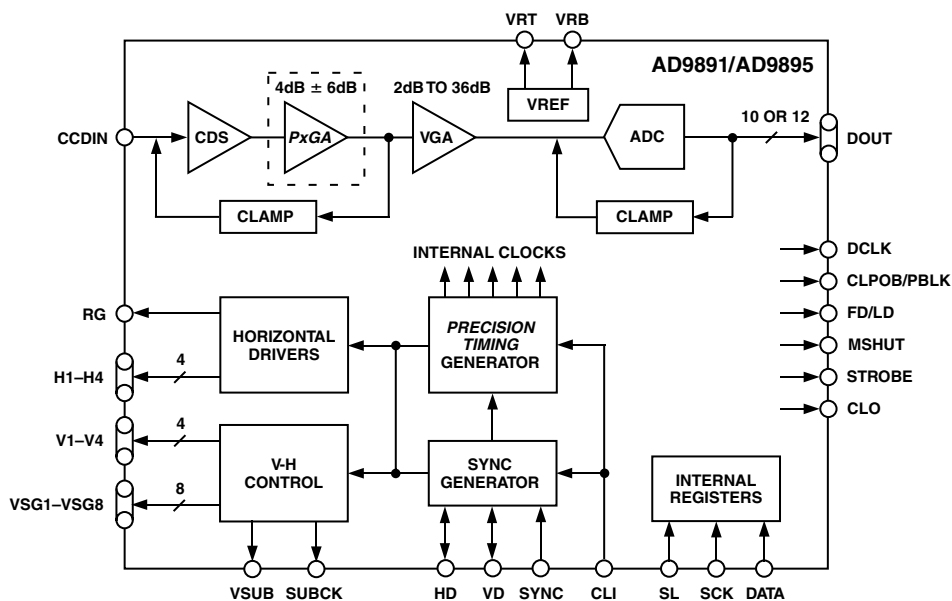 VRT VRB
AD9891/AD9895
4dB ± 6dB
2dB TO 36dB
VREF
10 OR 12
CCDIN
CDS
PxGA
VGA
ADC
DOUT
CLAMP
CLAMP
INTERNAL CLOCKS
DCLK
CLPOB/PBLK
FD/LD
MSHUT
STROBE
CLO
RG
H1–H4
4
HORIZONTAL
DRIVERS
PRECISION
TIMING
GENERATOR
V1–V4
4
VSG1–VSG8
8
V-H
CONTROL
SYNC
GENERATOR
INTERNAL
REGISTERS
VSUB SUBCK HD VD SYNC CLI SL SCK DATA